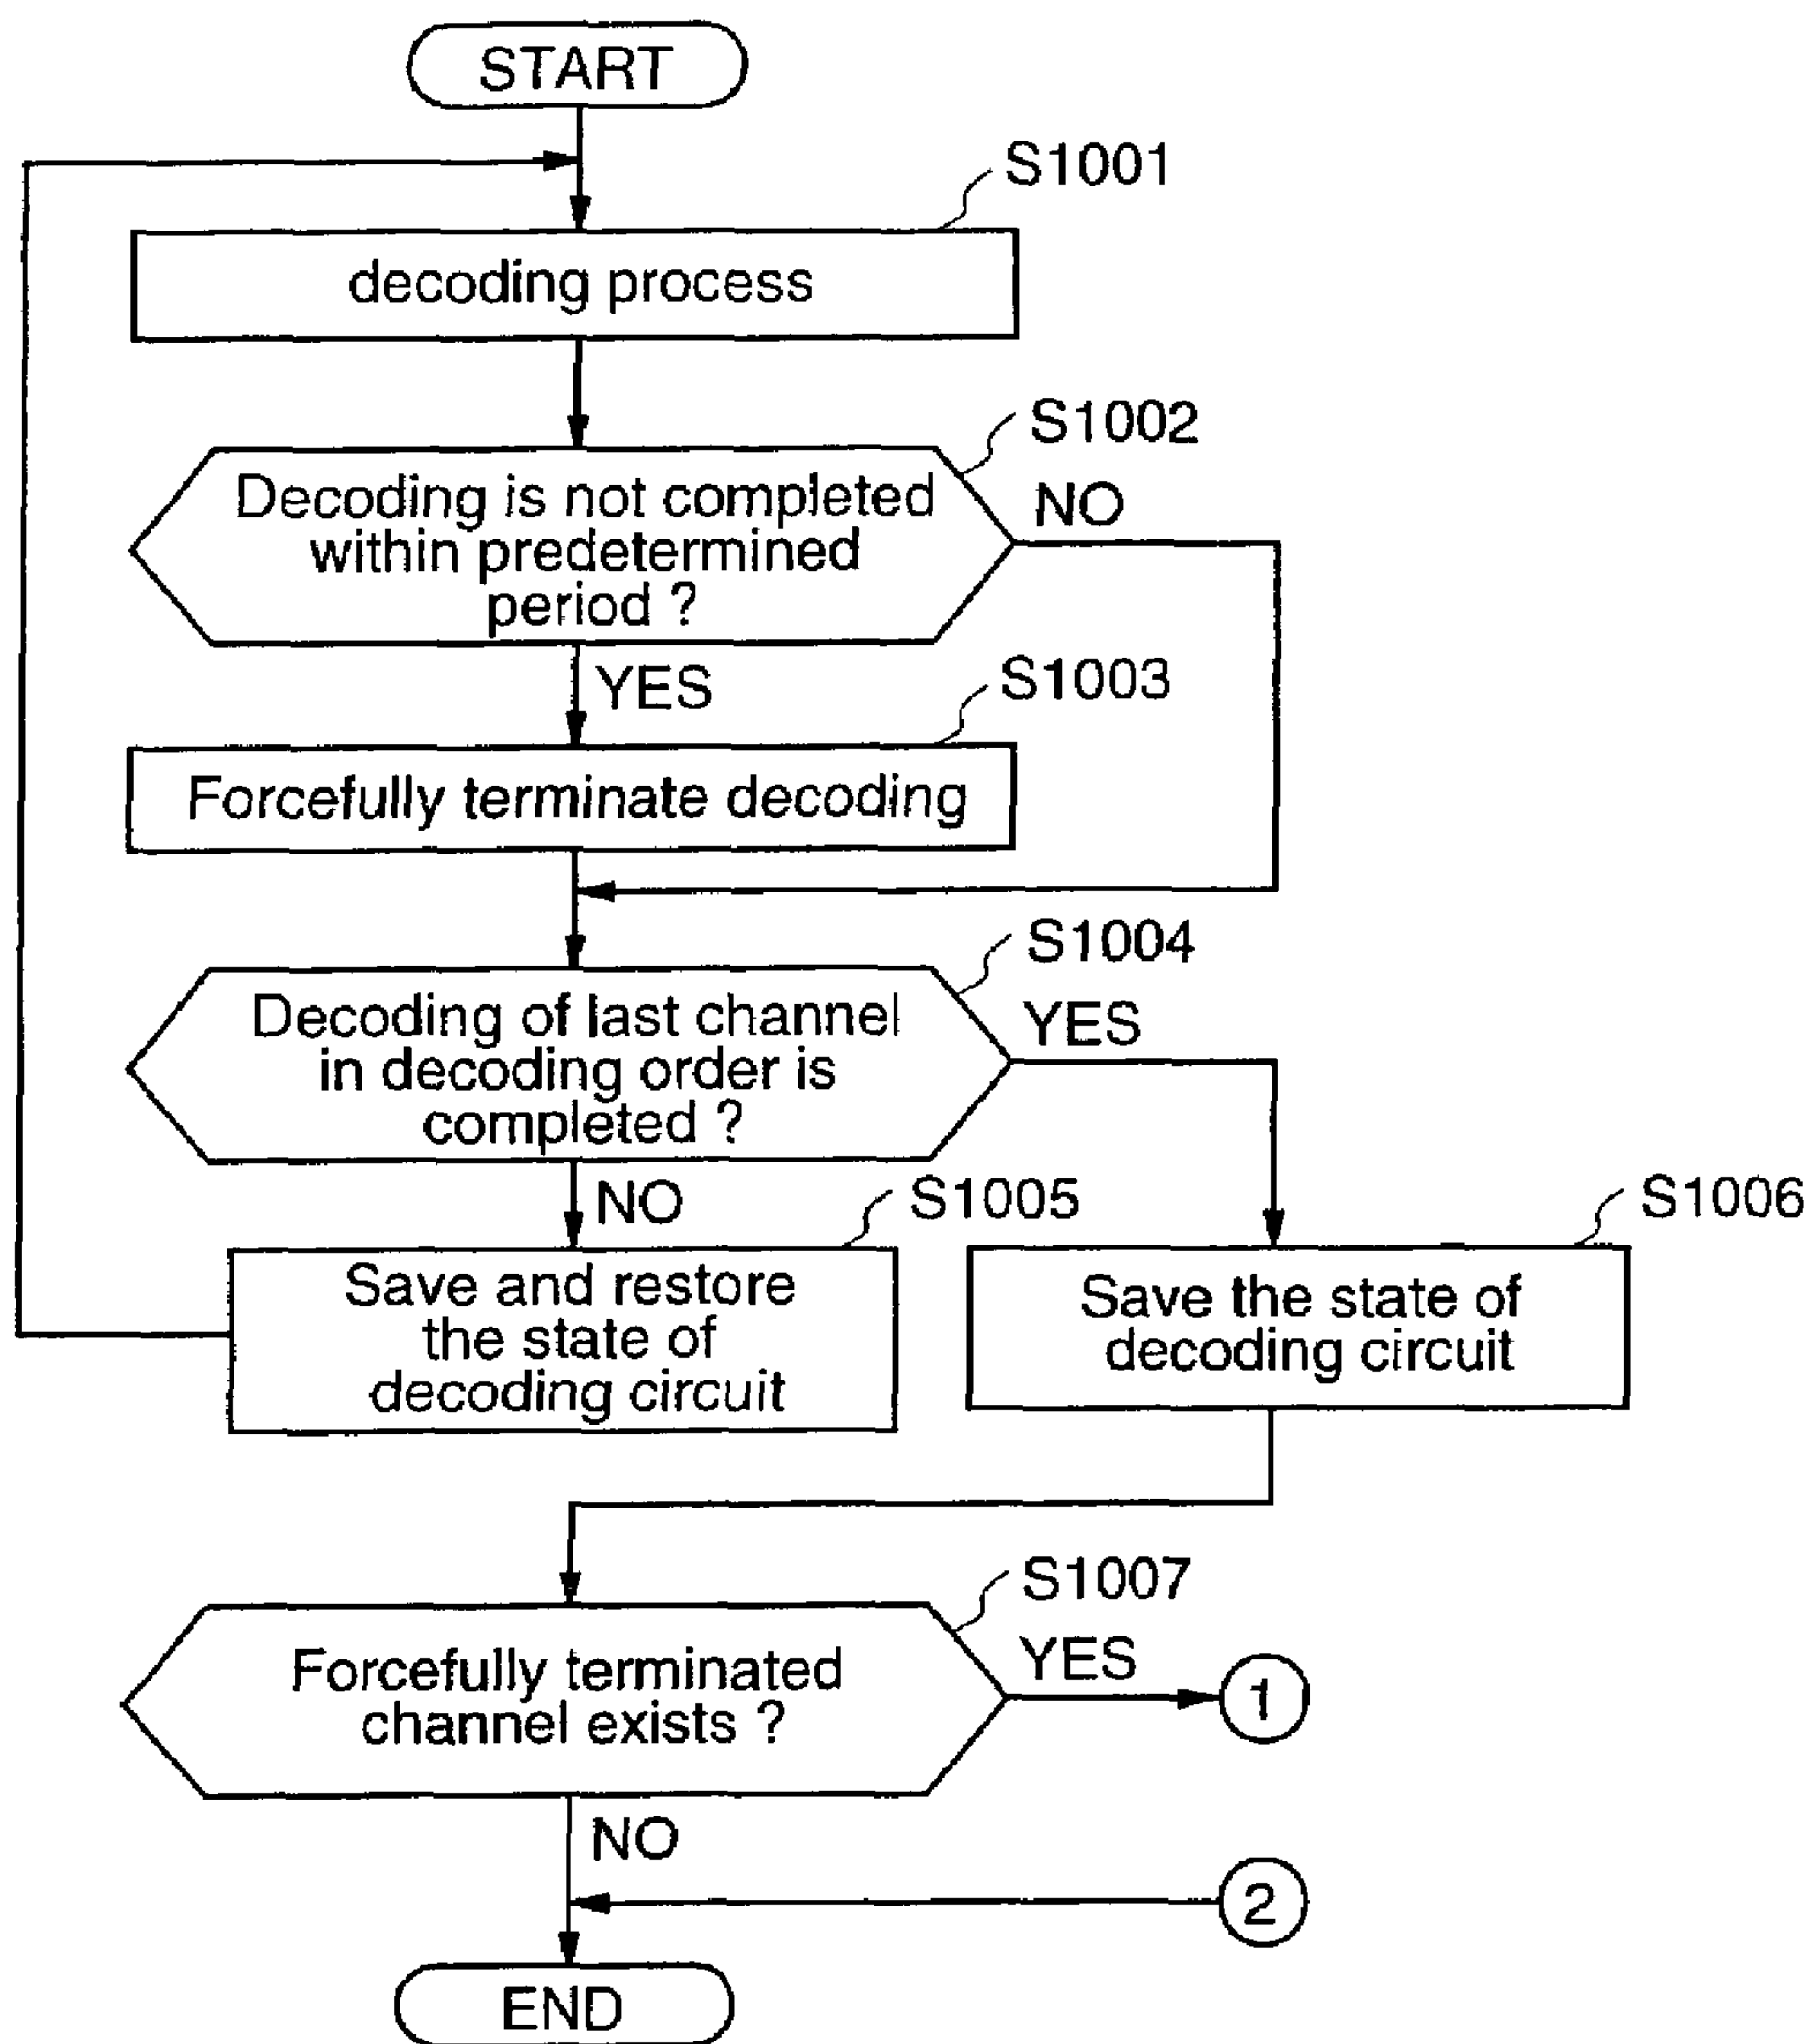 START
S1001
decoding process
S1002
Decoding is not completed
within predetermined
period ?
NO
YES
S1003
Forcefully terminate decoding
S1004
Decoding of last channel
in decoding order is
completed ?
YES
NO
S1005
S1006
Save and restore
the state of
decoding circuit
Save the state of
decoding circuit
S1007
Forcefully terminated
channel exists ?
YES
1
NO
2
END